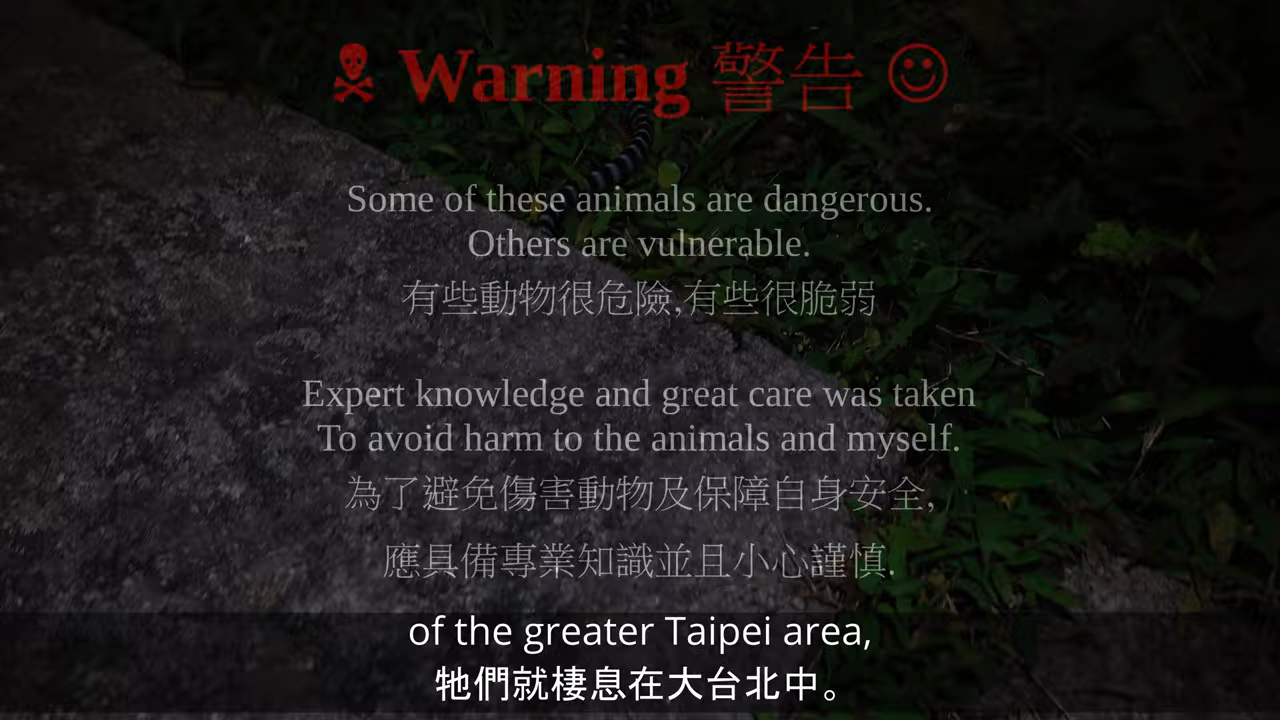 ☠ Warning 警告 ☺
Some of these animals are dangerous.
Others are vulnerable.
有些動物很危險,有些很脆弱
Expert knowledge and great care was taken
To avoid harm to the animals and myself.
為了避免傷害動物及保障自身安全,
應具備專業知識並且小心謹慎.
of the greater Taipei area,
牠們就棲息在大台北中。